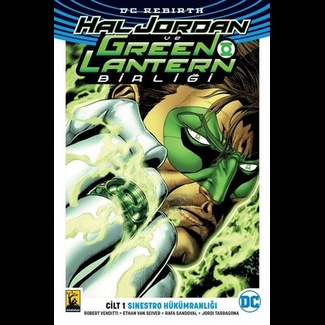 DC REBIRTH
HAL JORDAN
ve
GREEN
LANTERN
BİRLİĞİ
CİLT 1 SINESTRO HÜKÜMRANLIĞI
ROBERT VENDITTI • ETHAN VAN SCIVER • RAFA SANDOVAL • JORDI TARRAGONA
DC